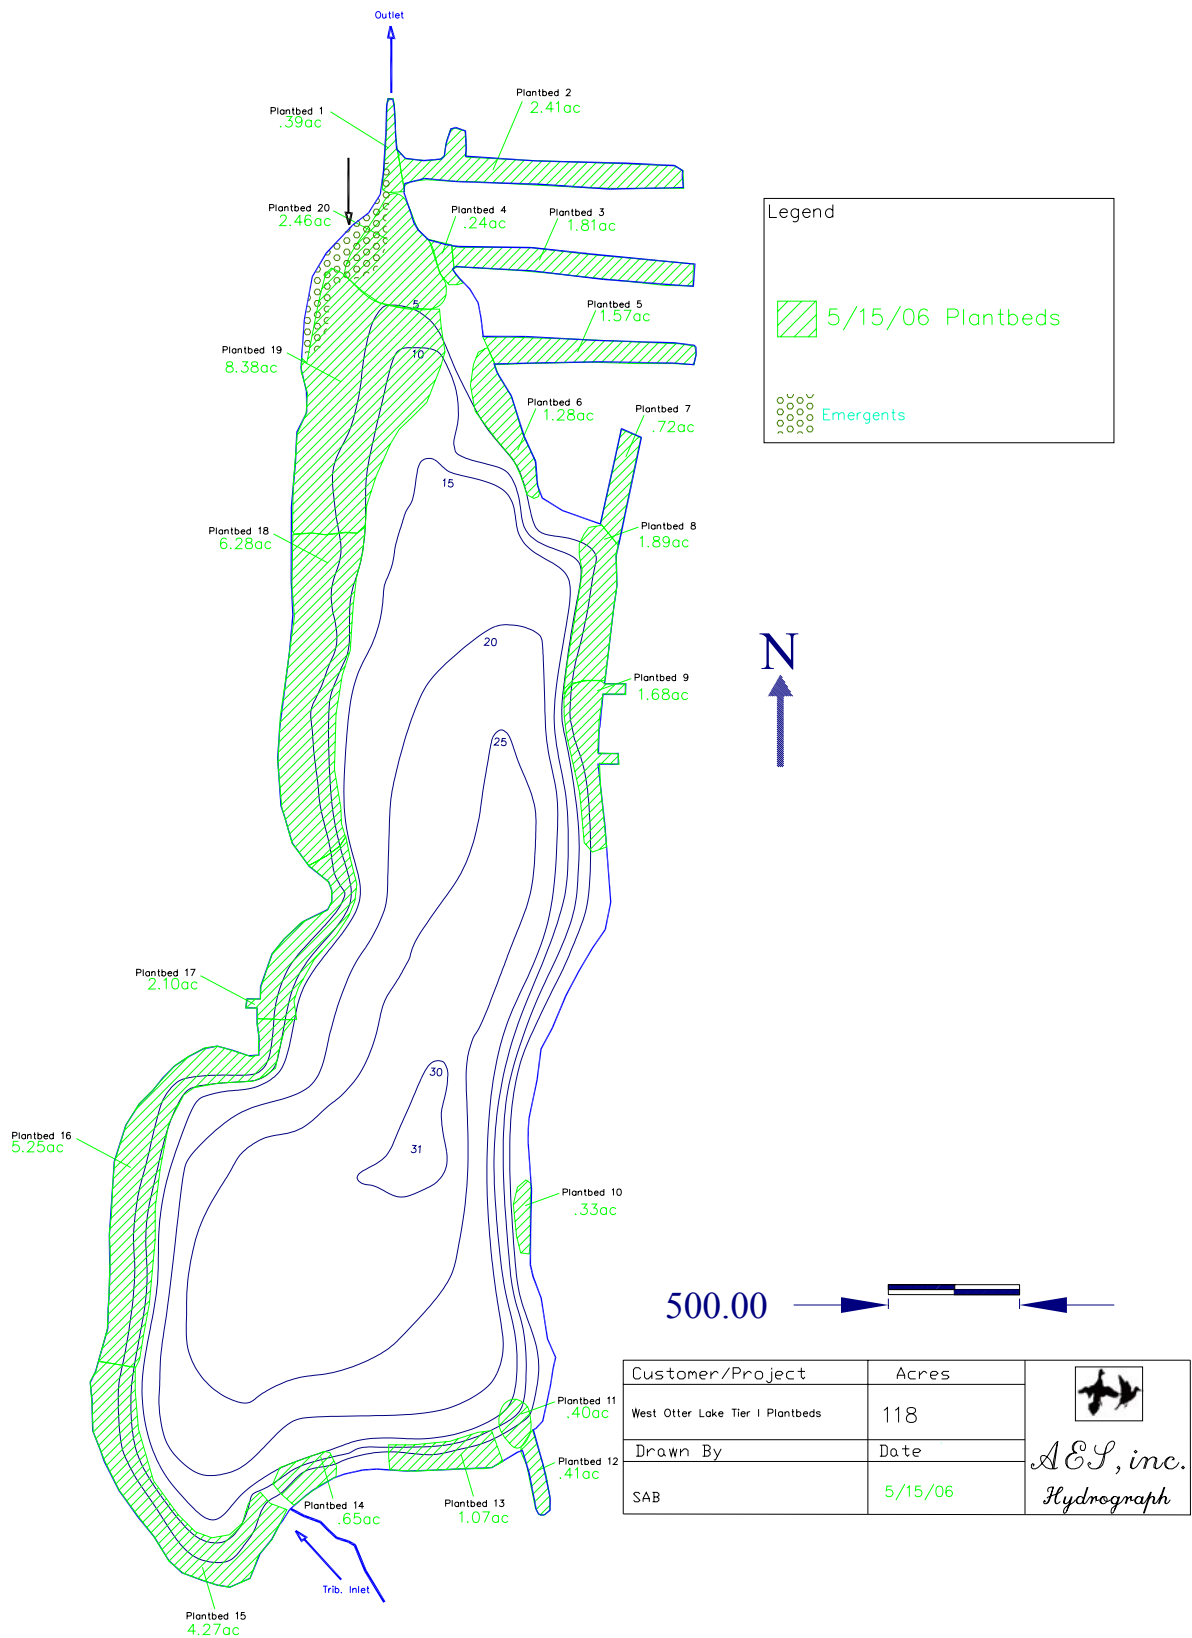 Outlet
Plantbed 1
.39ac
Plantbed 2
2.41ac
Plantbed 20
2.46ac
Plantbed 4
.24ac
Plantbed 3
1.81ac
Legend
5/15/06 Plantbeds
Emergents
5
Plantbed 5
1.57ac
Plantbed 19
8.38ac
10
Plantbed 6
1.28ac
Plantbed 7
.72ac
15
Plantbed 18
6.28ac
Plantbed 8
1.89ac
20
N
Plantbed 9
1.68ac
25
Plantbed 17
2.10ac
30
Plantbed 16
5.25ac
31
Plantbed 10
.33ac
500.00
Plantbed 11
.40ac
Plantbed 12
.41ac
Plantbed 14
.65ac
Plantbed 13
1.07ac
Trib. Inlet
Plantbed 15
4.27ac
Customer/Project
Acres
West Otter Lake Tier I Plantbeds
118
Drawn By
Date
SAB
5/15/06
AES, inc.
Hydrograph